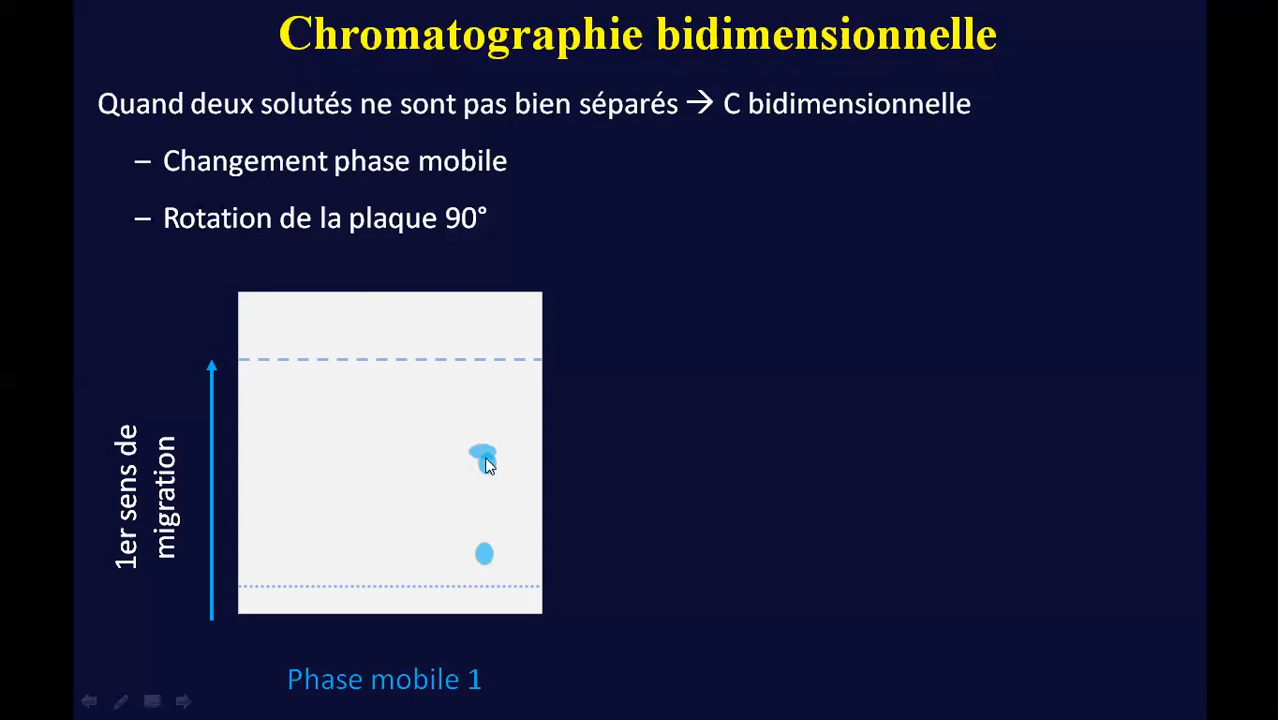 Chromatographie bidimensionnelle
Quand deux solutés ne sont pas bien séparés → C bidimensionnelle
– Changement phase mobile
– Rotation de la plaque 90°
1er sens de
migration
Phase mobile 1